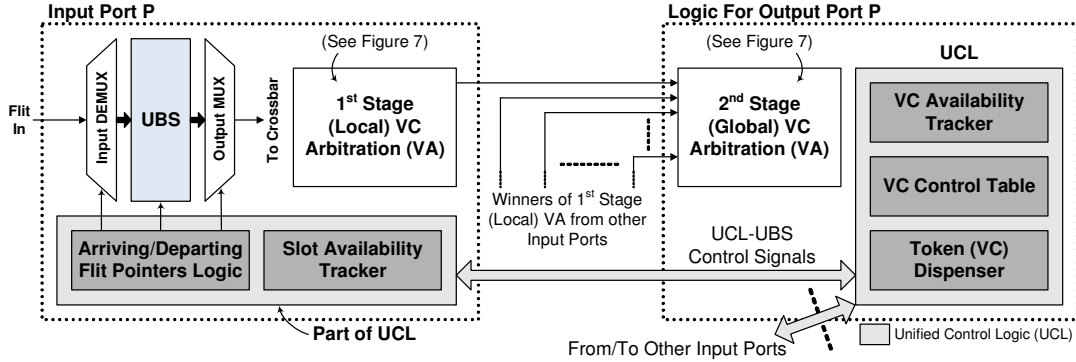 Input Port P
Logic For Output Port P
(See Figure 7)
(See Figure 7)
UCL
Flit
In
Input DEMUX
UBS
Output MUX
To Crossbar
1st Stage
(Local) VC
Arbitration (VA)
2nd Stage
(Global) VC
Arbitration (VA)
VC Availability
Tracker
VC Control Table
Token (VC)
Dispenser
Winners of 1st Stage
(Local) VA from other
Input Ports
Arriving/Departing
Flit Pointers Logic
Slot Availability
Tracker
UCL-UBS
Control Signals
Part of UCL
From/To Other Input Ports
Unified Control Logic (UCL)